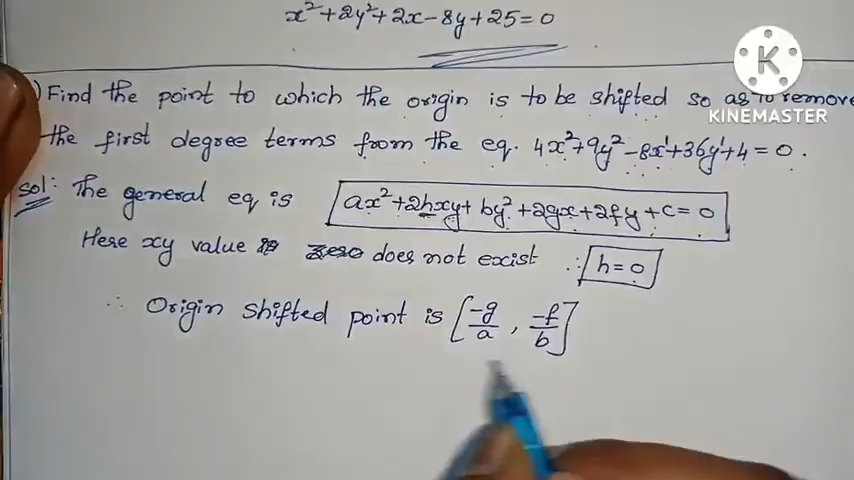 x²+2y²+2x-8y+25=0
) Find the point to which the origin is to be shifted so as to remove
the first degree terms from the eq. 4x²+9y²-8x¹+36y¹+4=0.
sol: The general eq is ax²+2hxy+by²+2gx+2fy+c=0
Here xy value does not exist ∴ h=0
∴ Origin shifted point is [-g/a, -f/b]
K
KINEMASTER